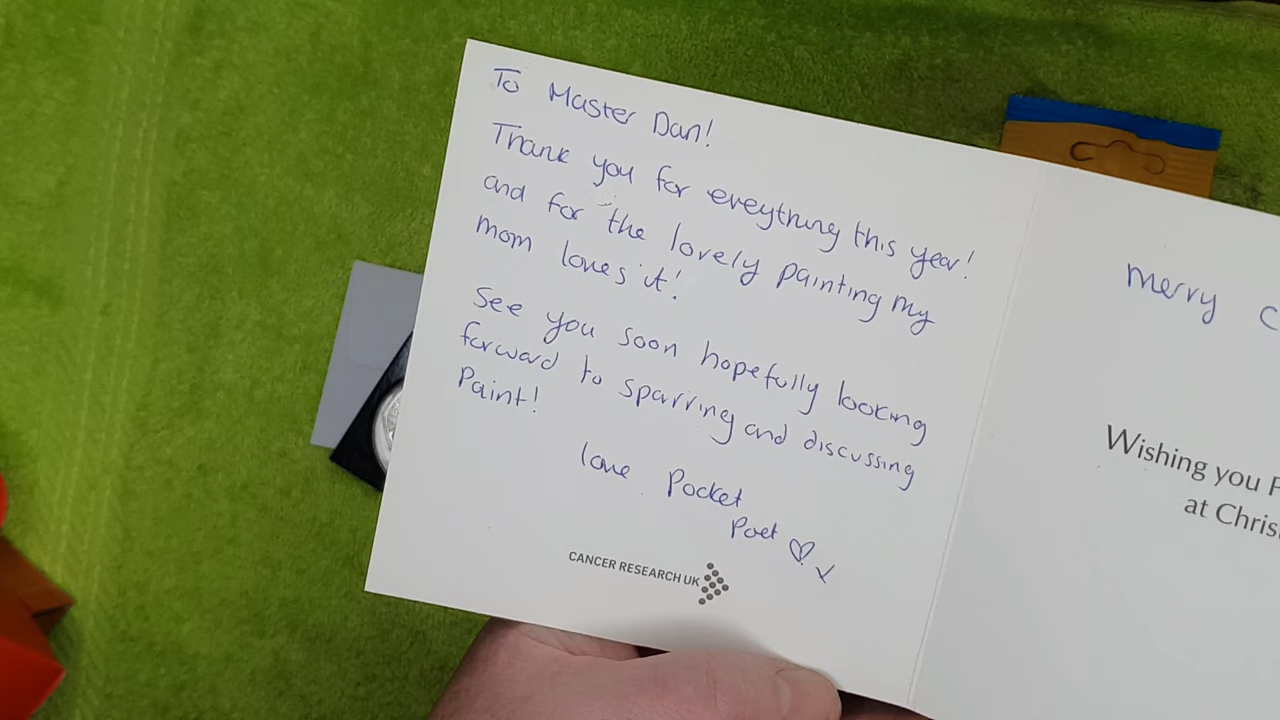 To Master Dan!
Thank you for evereything this year!
and for the lovely painting my
mom loves it!
See you soon hopefully looking
forward to sparring and discussing
Paint!
love Pocket
Poet
CANCER RESEARCH UK
merry
Wishing you
at Chris